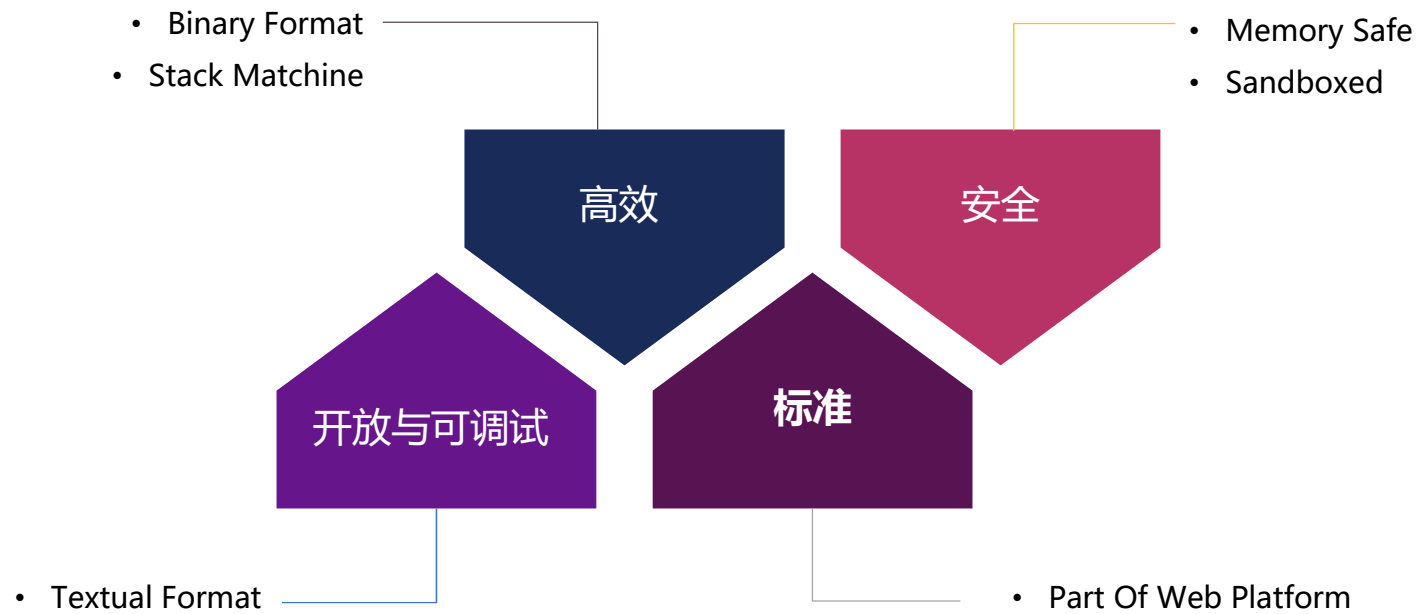 • Binary Format
• Stack Matchine
• Memory Safe
• Sandboxed
高效
安全
开放与可调试
标准
• Textual Format
• Part Of Web Platform